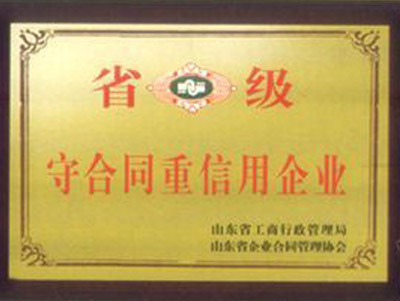 省级
守合同重信用企业
山东省工商行政管理局
山东省企业合同管理协会